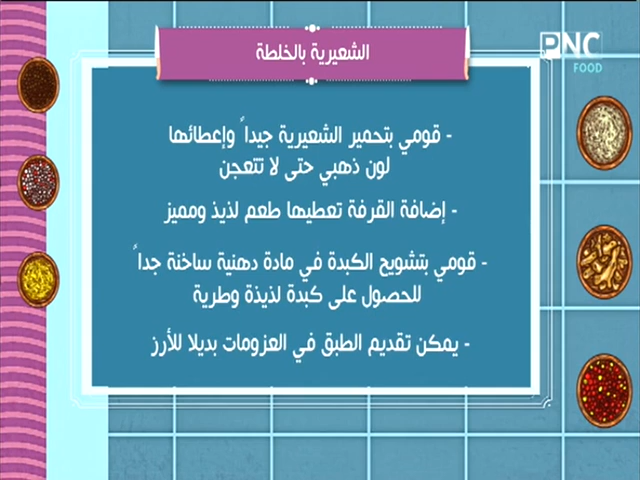 الشعيرية بالخلطة
PNC
FOOD
- قومي بتحمير الشعيرية جيداً وإعطائها
لون ذهبي حتى لا تتعجن
- إضافة القرفة تعطيها طعم لذيذ ومميز
- قومي بتشويح الكبدة في مادة دهنية ساخنة جداً
للحصول على كبدة لذيذة وطرية
- يمكن تقديم الطبق في العزومات بديلا للأرز